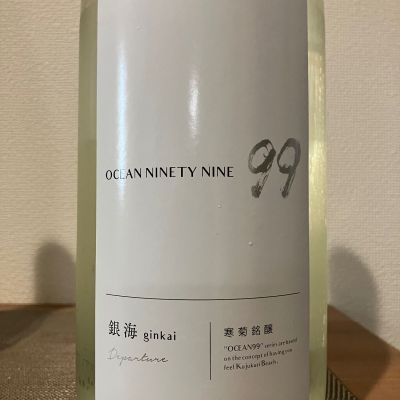 OCEAN NINETY NINE 99
銀海 ginkai
Departure
寒菊銘醸
"OCEAN99" series are based
on the concept of having you
feel Kujukuri Beach.